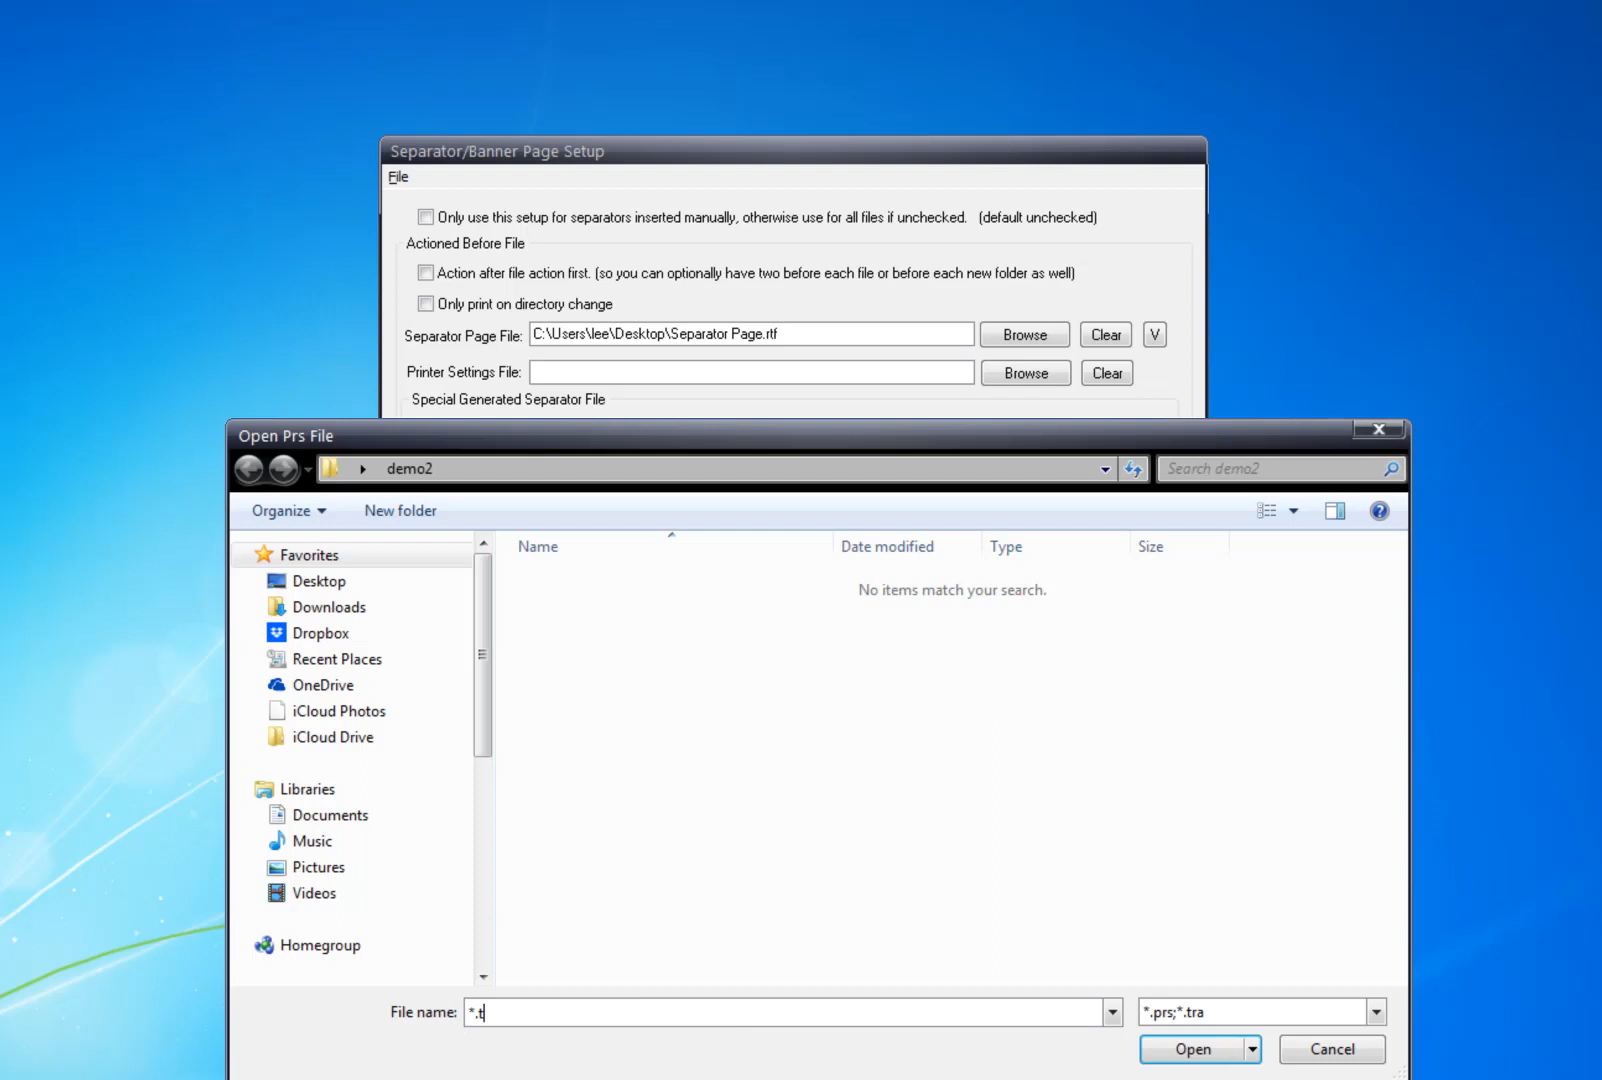 Separator/Banner Page Setup
File
Only use this setup for separators inserted manually, otherwise use for all files if unchecked. (default unchecked)
Actioned Before File
Action after file action first. (so you can optionally have two before each file or before each new folder as well)
Only print on directory change
Separator Page File: C:\Users\lee\Desktop\Separator Page.rtf Browse Clear V
Printer Settings File: Browse Clear
Special Generated Separator File
Open Prs File
demo2 Search demo2
Organize New folder
Name Date modified Type Size
No items match your search.
Favorites
Desktop
Downloads
Dropbox
Recent Places
OneDrive
iCloud Photos
iCloud Drive
Libraries
Documents
Music
Pictures
Videos
Homegroup
File name: *.t *.prs;*.tra
Open Cancel